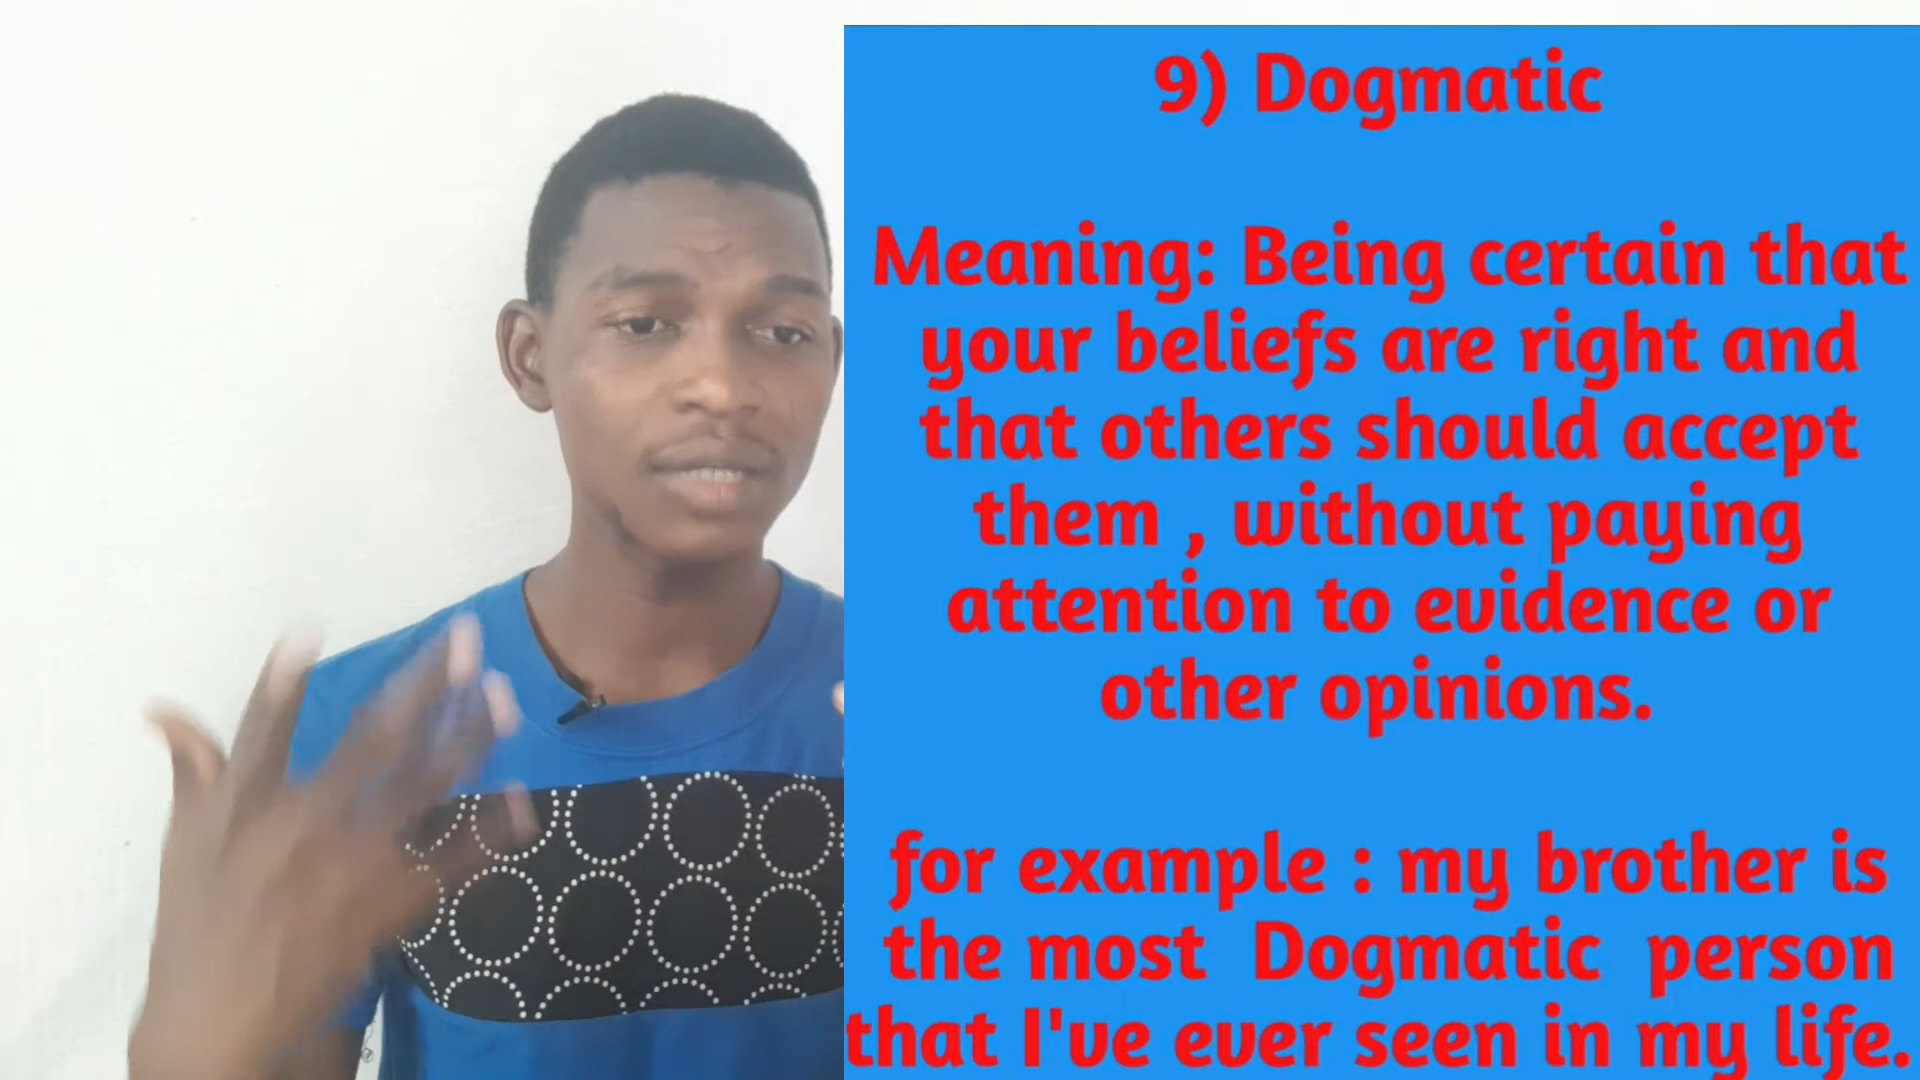 9) Dogmatic
Meaning: Being certain that
your beliefs are right and
that others should accept
them , without paying
attention to evidence or
other opinions.
for example : my brother is
the most Dogmatic person
that I've ever seen in my life.